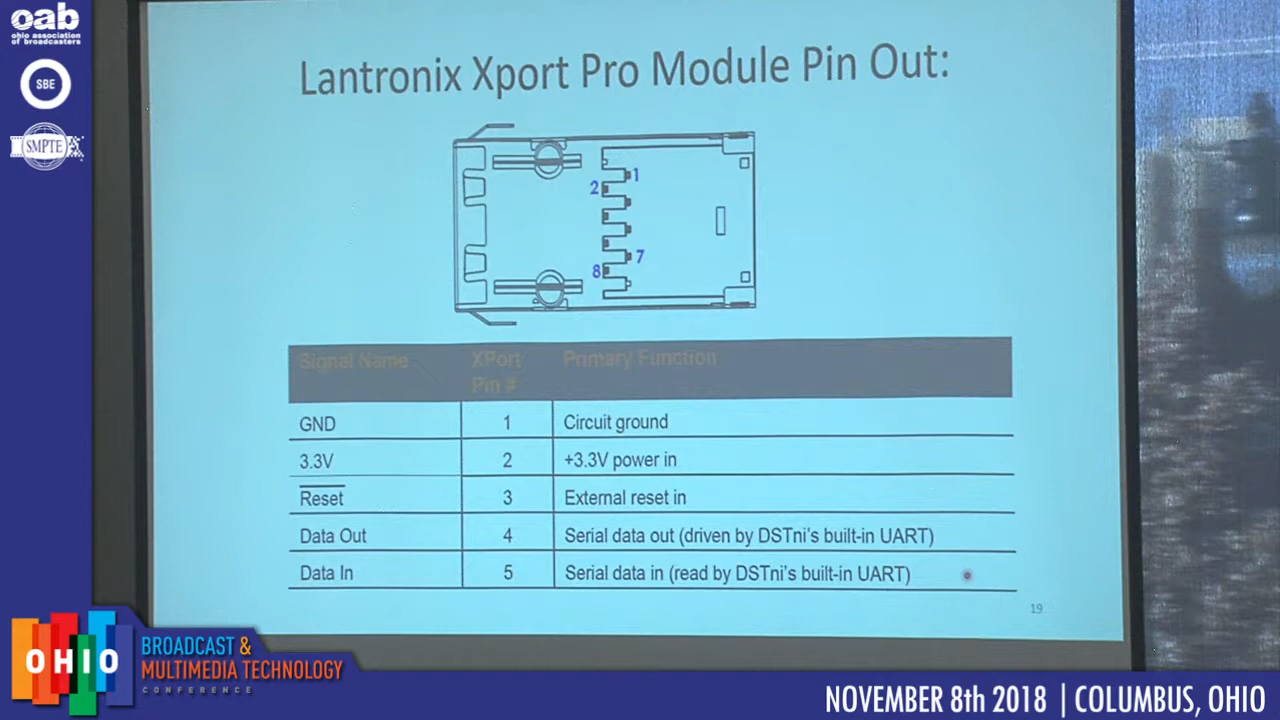 oab
ohio association
of broadcasters
SBE
SMPTE
Lantronix Xport Pro Module Pin Out:
1
2
7
8
Signal Name XPort Pin # Primary Function
GND 1 Circuit ground
3.3V 2 +3.3V power in
Reset 3 External reset in
Data Out 4 Serial data out (driven by DSTni's built-in UART)
Data In 5 Serial data in (read by DSTni's built-in UART)
19
OHIO
BROADCAST &
MULTIMEDIA TECHNOLOGY
CONFERENCE
NOVEMBER 8th 2018 | COLUMBUS, OHIO